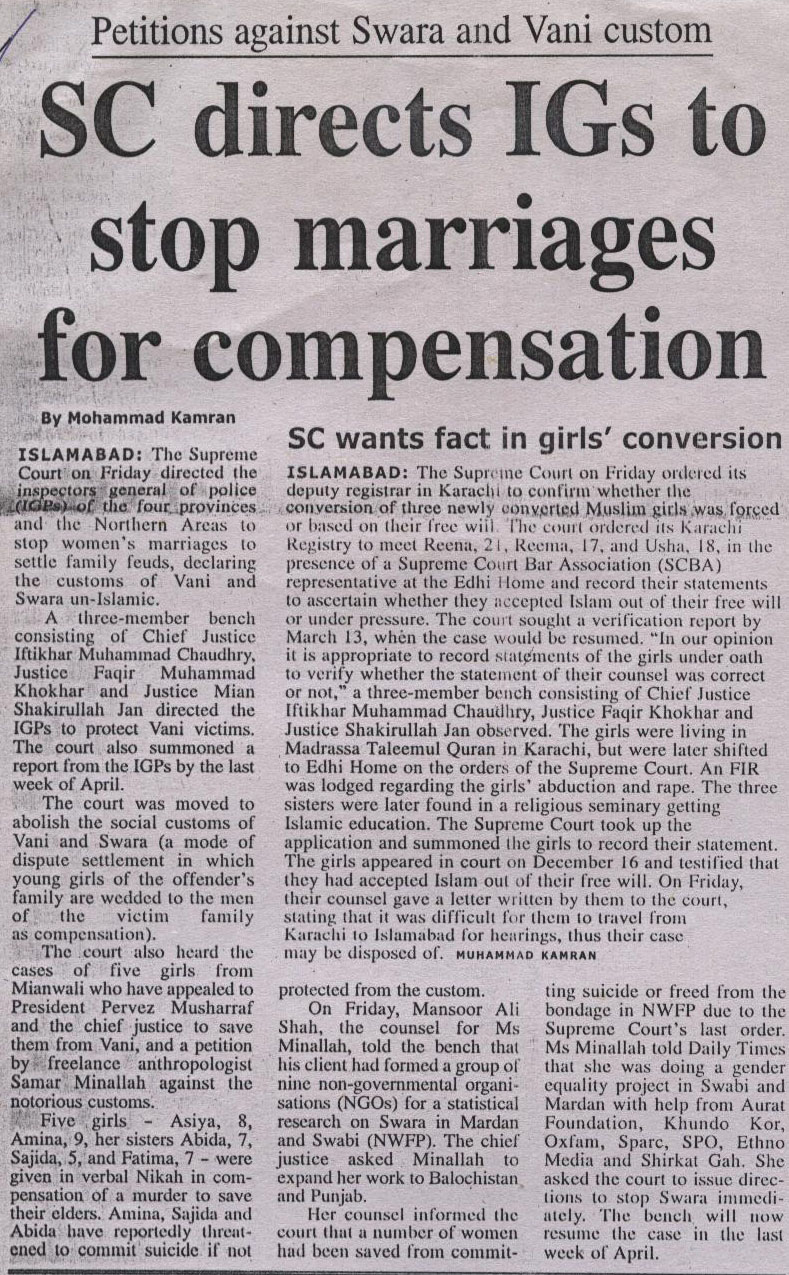 Petitions against Swara and Vani custom
SC directs IGs to
stop marriages
for compensation
By Mohammad Kamran
ISLAMABAD: The Supreme
Court on Friday directed the
inspectors general of police
(IGPs) of the four provinces
and the Northern Areas to
stop women's marriages to
settle family feuds, declaring
the customs of Vani and
Swara un-Islamic.
A three-member bench
consisting of Chief Justice
Iftikhar Muhammad Chaudhry,
Justice Faqir Muhammad
Khokhar and Justice Mian
Shakirullah Jan directed the
IGPs to protect Vani victims.
The court also summoned a
report from the IGPs by the last
week of April.
The court was moved to
abolish the social customs of
Vani and Swara (a mode of
dispute settlement in which
young girls of the offender's
family are wedded to the men
of the victim family
as compensation).
The court also heard the
cases of five girls from
Mianwali who have appealed to
President Pervez Musharraf
and the chief justice to save
them from Vani, and a petition
by freelance anthropologist
Samar Minallah against the
notorious customs.
Five girls – Asiya, 8,
Amina, 9, her sisters Abida, 7,
Sajida, 5, and Fatima, 7 – were
given in verbal Nikah in com-
pensation of a murder to save
their elders. Amina, Sajida and
Abida have reportedly threat-
ened to commit suicide if not
protected from the custom.
On Friday, Mansoor Ali
Shah, the counsel for Ms
Minallah, told the bench that
his client had formed a group of
nine non-governmental organi-
sations (NGOs) for a statistical
research on Swara in Mardan
and Swabi (NWFP). The chief
justice asked Minallah to
expand her work to Balochistan
and Punjab.
Her counsel informed the
court that a number of women
had been saved from commit-
ting suicide or freed from the
bondage in NWFP due to the
Supreme Court's last order.
Ms Minallah told Daily Times
that she was doing a gender
equality project in Swabi and
Mardan with help from Aurat
Foundation, Khundo Kor,
Oxfam, Sparc, SPO, Ethno
Media and Shirkat Gah. She
asked the court to issue direc-
tions to stop Swara immedi-
ately. The bench will now
resume the case in the last
week of April.
SC wants fact in girls' conversion
ISLAMABAD: The Supreme Court on Friday ordered its
deputy registrar in Karachi to confirm whether the
conversion of three newly converted Muslim girls was forced
or based on their free will. The court ordered its Karachi
Registry to meet Reena, 21, Reema, 17, and Usha, 18, in the
presence of a Supreme Court Bar Association (SCBA)
representative at the Edhi Home and record their statements
to ascertain whether they accepted Islam out of their free will
or under pressure. The court sought a verification report by
March 13, when the case would be resumed. "In our opinion
it is appropriate to record statements of the girls under oath
to verify whether the statement of their counsel was correct
or not," a three-member bench consisting of Chief Justice
Iftikhar Muhammad Chaudhry, Justice Faqir Khokhar and
Justice Shakirullah Jan observed. The girls were living in
Madrassa Taleemul Quran in Karachi, but were later shifted
to Edhi Home on the orders of the Supreme Court. An FIR
was lodged regarding the girls' abduction and rape. The three
sisters were later found in a religious seminary getting
Islamic education. The Supreme Court took up the
application and summoned the girls to record their statement.
The girls appeared in court on December 16 and testified that
they had accepted Islam out of their free will. On Friday,
their counsel gave a letter written by them to the court,
stating that it was difficult for them to travel from
Karachi to Islamabad for hearings, thus their case
may be disposed of. MUHAMMAD KAMRAN